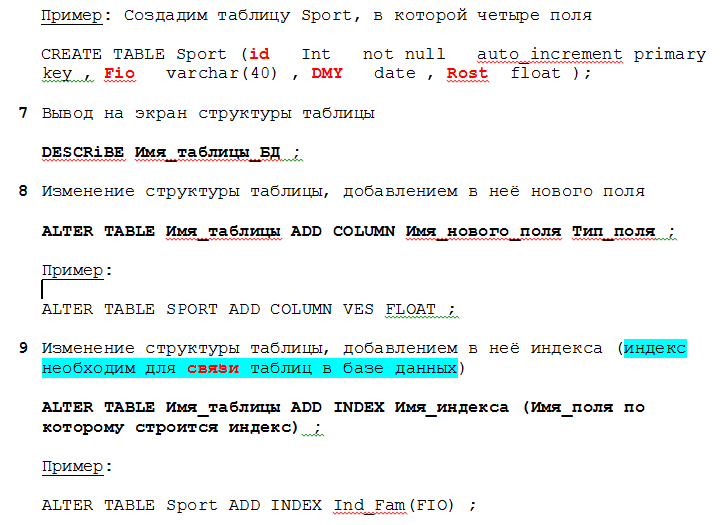 Пример: Создадим таблицу Sport, в которой четыре поля
CREATE TABLE Sport (id Int not null auto_increment primary
key , Fio varchar(40) , DMY date , Rost float );
7 Вывод на экран структуры таблицы
DESCRiBE Имя_таблицы_БД ;
8 Изменение структуры таблицы, добавлением в неё нового поля
ALTER TABLE Имя_таблицы ADD COLUMN Имя_нового_поля Тип_поля ;
Пример:
ALTER TABLE SPORT ADD COLUMN VES FLOAT ;
9 Изменение структуры таблицы, добавлением в неё индекса (индекс
необходим для связи таблиц в базе данных)
ALTER TABLE Имя_таблицы ADD INDEX Имя_индекса (Имя_поля по
которому строится индекс) ;
Пример:
ALTER TABLE Sport ADD INDEX Ind_Fam(FIO) ;